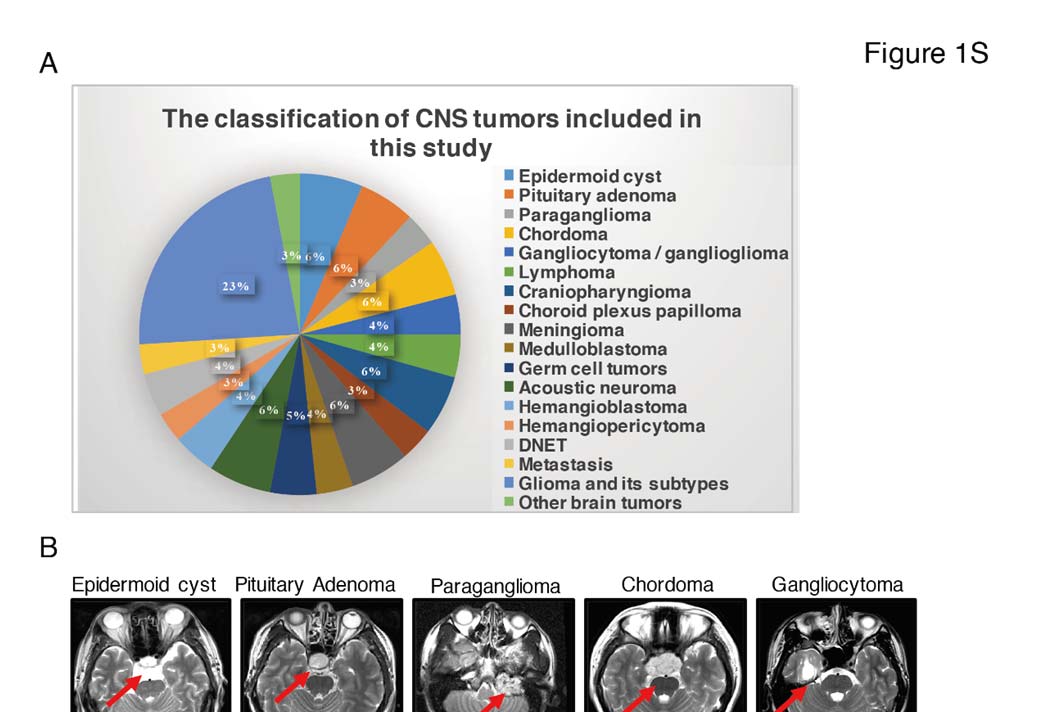 Figure 1S
A
The classification of CNS tumors included in
this study
Epidermoid cyst
Pituitary adenoma
Paraganglioma
Chordoma
Gangliocytoma / ganglioglioma
Lymphoma
Craniopharyngioma
Choroid plexus papilloma
Meningioma
Medulloblastoma
Germ cell tumors
Acoustic neuroma
Hemangioblastoma
Hemangiopericytoma
DNET
Metastasis
Glioma and its subtypes
Other brain tumors
3%
6%
6%
3%
6%
4%
4%
6%
3%
6%
4%
5%
6%
4%
3%
4%
3%
23%
B
Epidermoid cyst
Pituitary Adenoma
Paraganglioma
Chordoma
Gangliocytoma